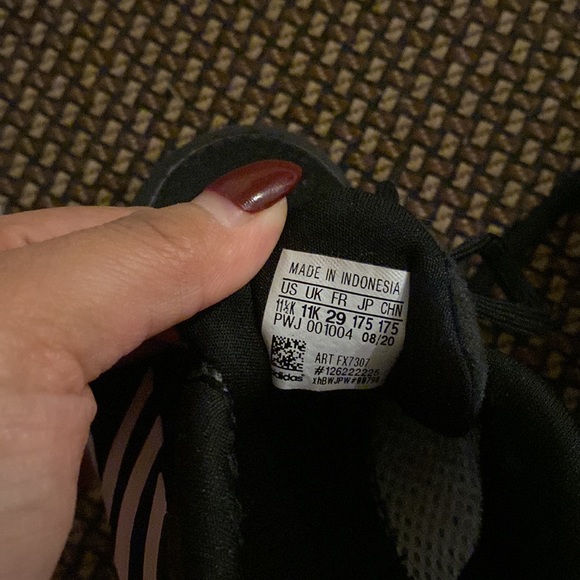 MADE IN INDONESIA
US UK FR JP CHN
11½K 11K 29 175 175
PWJ 001004 08/20
ART FX7307
#126222225
adidas